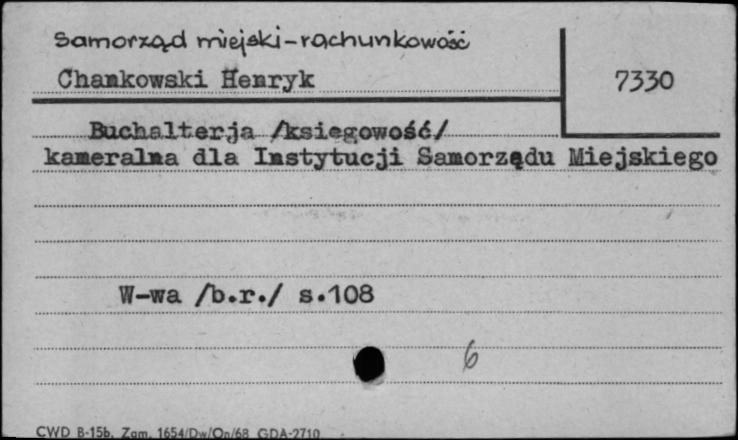 Samorząd miejski - rachunkowość
Chamkowski Henryk
7330
Buchalterja /księgowość/
kameralna dla Instytucji Samorządu Miejskiego
W-wa /b.r./ s.108
6
CWD B-15b. Zam. 1654/Dw/On/68 GDA-2710